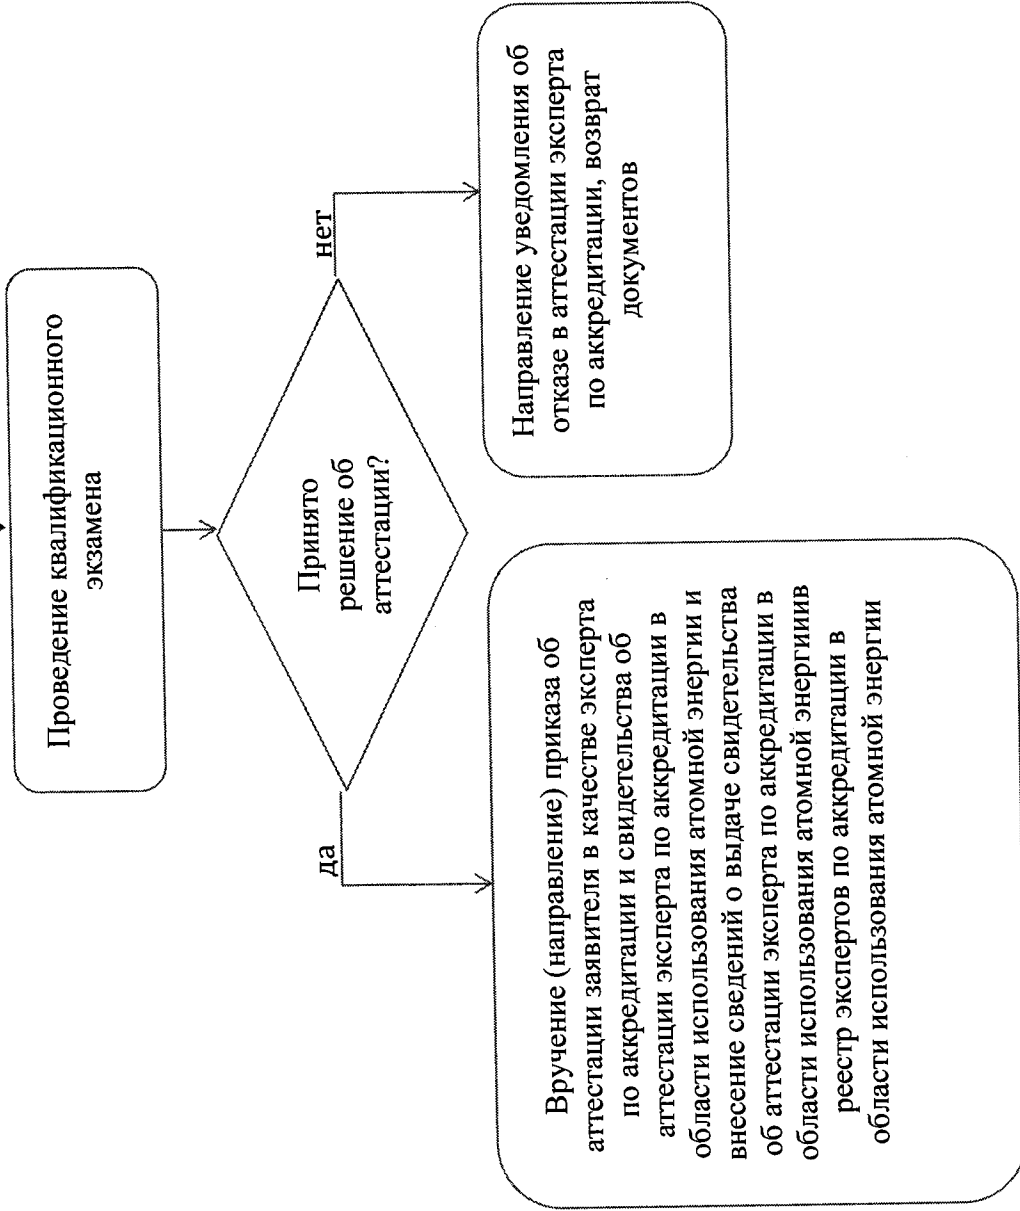 Проведение квалификационного
экзамена
Принято
решение об
аттестации?
да
нет
Вручение (направление) приказа об
аттестации заявителя в качестве эксперта
по аккредитации и свидетельства об
аттестации эксперта по аккредитации в
области использования атомной энергии и
внесение сведений о выдаче свидетельства
об аттестации эксперта по аккредитации в
области использования атомной энергииив
реестр экспертов по аккредитации в
области использования атомной энергии
Направление уведомления об
отказе в аттестации эксперта
по аккредитации, возврат
документов